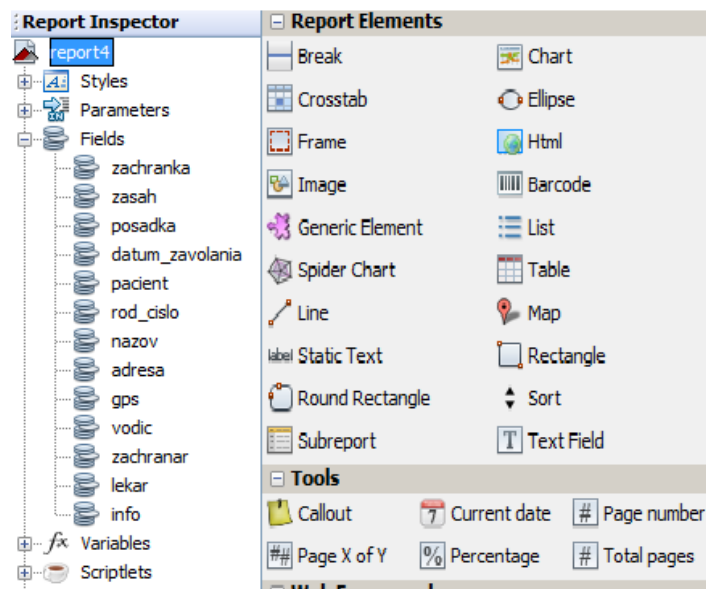 Report Inspector
report4
Styles
Parameters
Fields
zachranka
zasah
posadka
datum_zavolania
pacient
rod_cislo
nazov
adresa
gps
vodic
zachranar
lekar
info
fx Variables
Scriptlets
Report Elements
Break Chart
Crosstab Ellipse
Frame Html
Image Barcode
Generic Element List
Spider Chart Table
Line Map
label Static Text Rectangle
Round Rectangle Sort
Subreport T Text Field
Tools
Callout 7 Current date # Page number
## Page X of Y % Percentage # Total pages